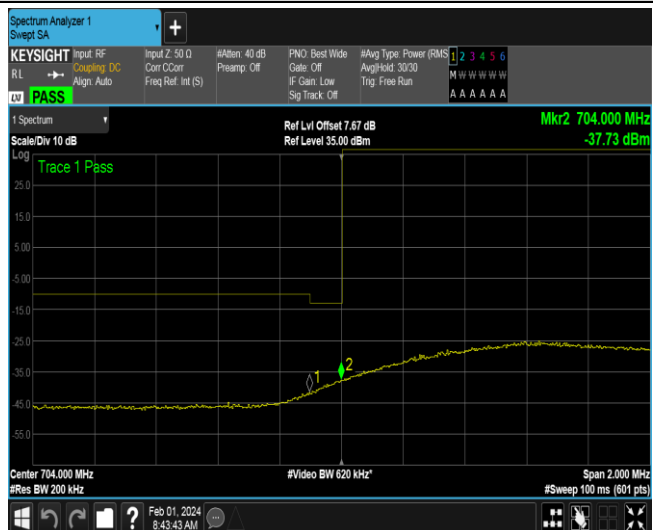 Spectrum Analyzer 1
Swept SA
+
KEYSIGHT
RL
LXI PASS
Input: RF
Coupling: DC
Align: Auto
Input Z: 50 Ω
Corr CCorr
Freq Ref: Int (S)
#Atten: 40 dB
Preamp: Off
PNO: Best Wide
Gate: Off
IF Gain: Low
Sig Track: Off
#Avg Type: Power (RMS
Avg|Hold: 30/30
Trig: Free Run
1 2 3 4 5 6
M W W W W W
A A A A A A
1 Spectrum
Scale/Div 10 dB
Ref Lvl Offset 7.67 dB
Ref Level 35.00 dBm
Mkr2 704.000 MHz
-37.73 dBm
Log
Trace 1 Pass
25.0
15.0
5.00
-5.00
-15.0
-25.0
-35.0
-45.0
-55.0
1
2
Center 704.000 MHz
#Res BW 200 kHz
#Video BW 620 kHz*
Span 2.000 MHz
#Sweep 100 ms (601 pts)
?
Feb 01, 2024
8:43:43 AM